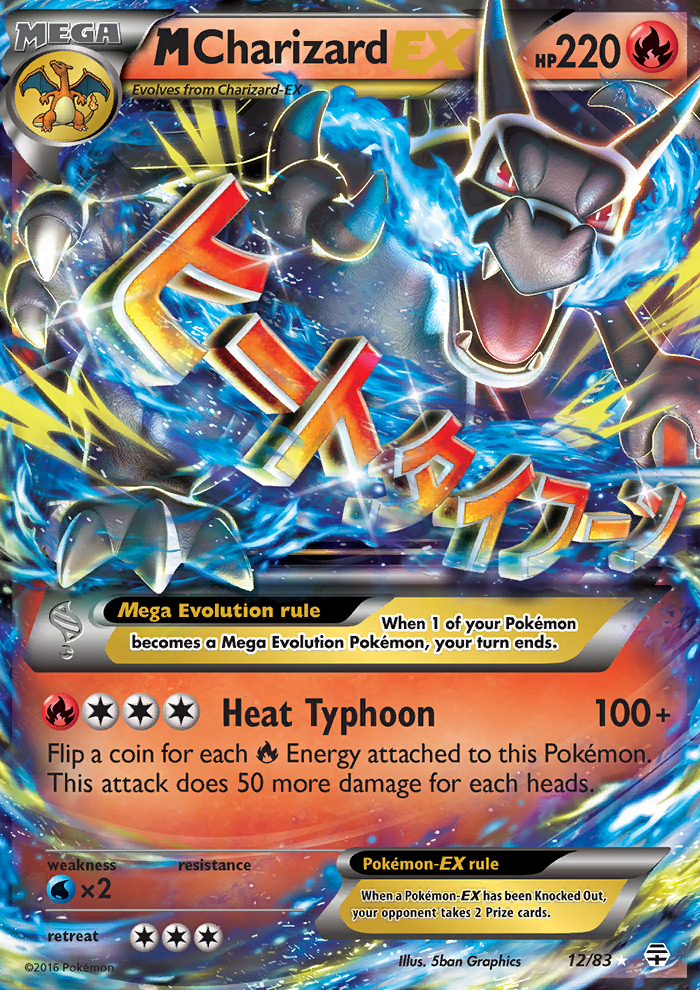 MEGA
M Charizard EX
HP 220
Evolves from Charizard-EX
ヒートタイフーン
Mega Evolution rule
When 1 of your Pokémon
becomes a Mega Evolution Pokémon, your turn ends.
Heat Typhoon 100+
Flip a coin for each Energy attached to this Pokémon.
This attack does 50 more damage for each heads.
weakness resistance
×2
Pokémon-EX rule
When a Pokémon-EX has been Knocked Out,
your opponent takes 2 Prize cards.
retreat
©2016 Pokémon
Illus. 5ban Graphics
12/83